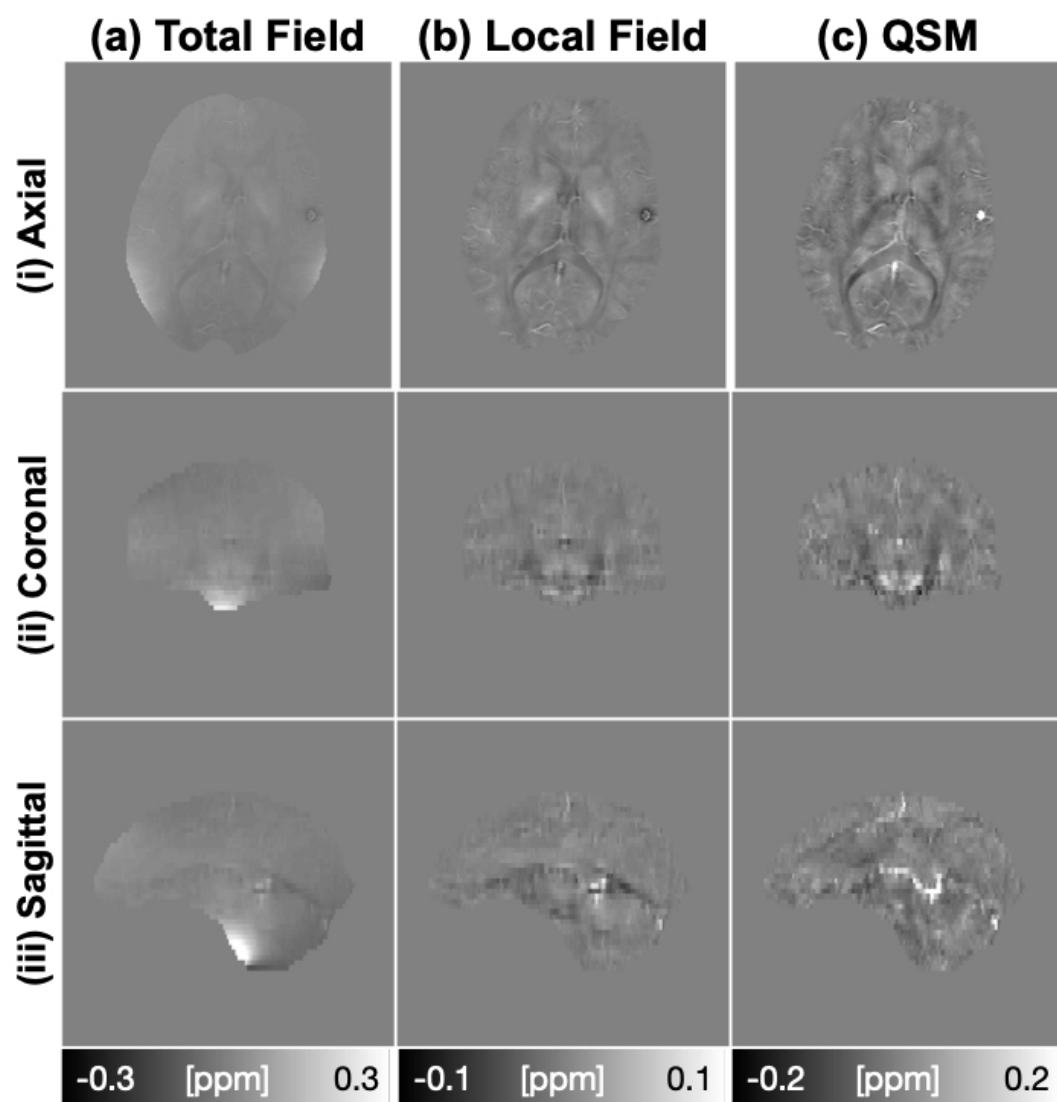 (a) Total Field (b) Local Field (c) QSM
(i) Axial
(ii) Coronal
(iii) Sagittal
-0.3 [ppm] 0.3 -0.1 [ppm] 0.1 -0.2 [ppm] 0.2